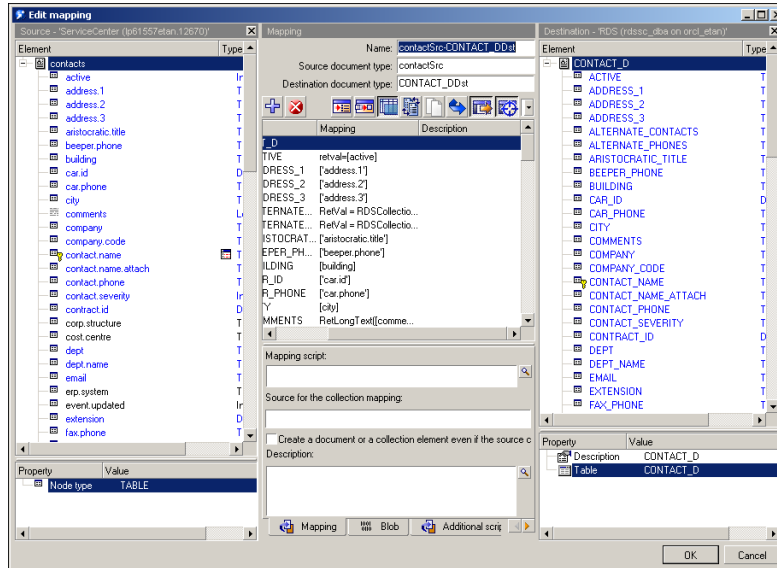 Edit mapping
Source - 'ServiceCenter (lp61557etan.12670)'
Element Type
contacts
active In
address.1 T
address.2 T
address.3 T
aristocratic.title T
beeper.phone T
building T
car.id D
car.phone T
city T
comments L
company T
company.code T
contact.name T
contact.name.attach T
contact.phone T
contact.severity In
contract.id D
corp.structure T
cost.centre T
dept T
dept.name T
email T
erp.system T
event.updated In
extension D
fax.phone T
Property Value
Node type TABLE
Mapping
Name: contactSrc-CONTACT_DDst
Source document type: contactSrc
Destination document type: CONTACT_DDst
Mapping Description
T_D
TIVE retval=[active]
DRESS_1 ['address.1']
DRESS_2 ['address.2']
DRESS_3 ['address.3']
TERNATE... RetVal = RDSCollectio...
TERNATE... RetVal = RDSCollectio...
ISTOCRAT... ['aristocratic.title']
EPER_PH... ['beeper.phone']
ILDING [building]
R_ID ['car.id']
R_PHONE ['car.phone']
Y [city]
MMENTS RetLongText([comme...
Mapping script:
Source for the collection mapping:
Create a document or a collection element even if the source c
Description:
Mapping Blob Additional scrip
Destination - 'RDS (rdssc_dba on orcl_etan)'
Element Type
CONTACT_D
ACTIVE T
ADDRESS_1 T
ADDRESS_2 T
ADDRESS_3 T
ALTERNATE_CONTACTS T
ALTERNATE_PHONES T
ARISTOCRATIC_TITLE T
BEEPER_PHONE T
BUILDING T
CAR_ID D
CAR_PHONE T
CITY T
COMMENTS T
COMPANY T
COMPANY_CODE T
CONTACT_NAME T
CONTACT_NAME_ATTACH T
CONTACT_PHONE T
CONTACT_SEVERITY T
CONTRACT_ID D
DEPT T
DEPT_NAME T
EMAIL T
EXTENSION T
FAX_PHONE T
Property Value
Description CONTACT_D
Table CONTACT_D
OK Cancel